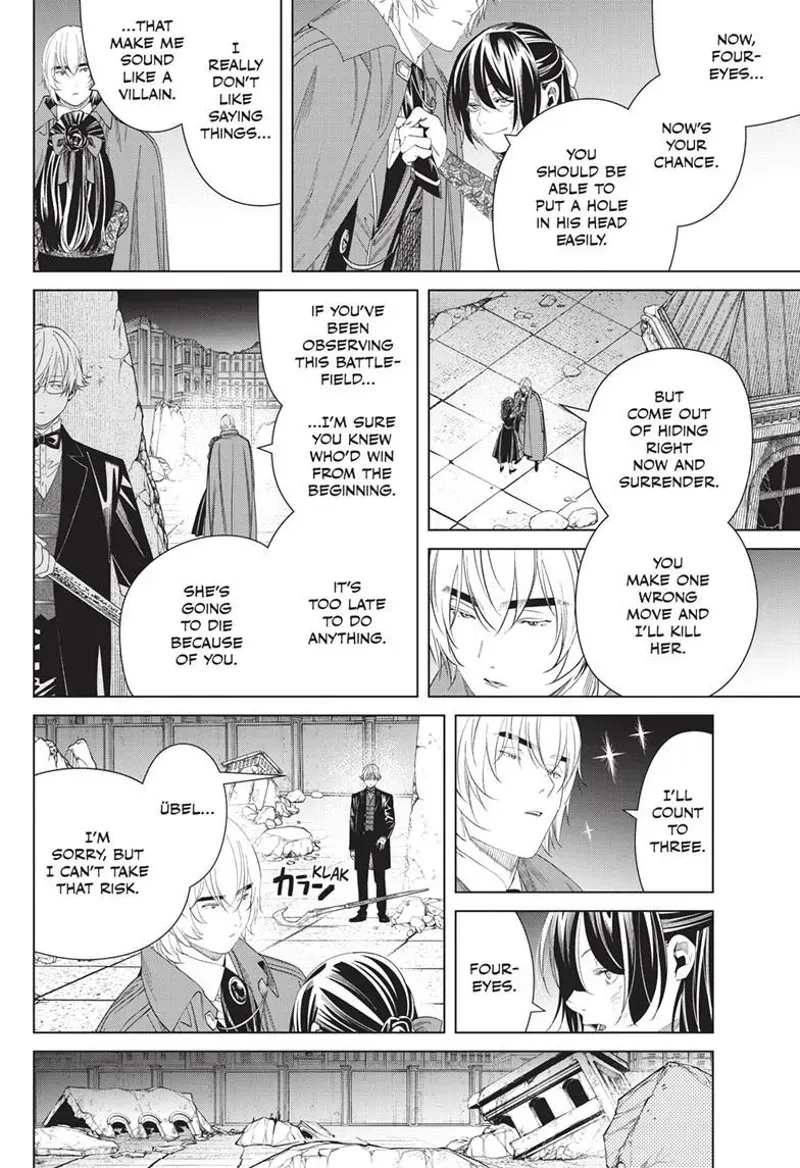 NOW,
FOUR-
EYES...
NOW'S
YOUR
CHANCE.
YOU
SHOULD BE
ABLE TO
PUT A HOLE
IN HIS HEAD
EASILY.
I
REALLY
DON'T
LIKE
SAYING
THINGS...
...THAT
MAKE ME
SOUND
LIKE A
VILLAIN.
BUT
COME OUT
OF HIDING
RIGHT
NOW AND
SURRENDER.
YOU
MAKE ONE
WRONG
MOVE AND
I'LL KILL
HER.
IF YOU'VE
BEEN
OBSERVING
THIS BATTLE-
FIELD...
...I'M SURE
YOU KNEW
WHO'D WIN
FROM THE
BEGINNING.
IT'S
TOO LATE
TO DO
ANYTHING.
SHE'S
GOING
TO DIE
BECAUSE
OF YOU.
I'LL
COUNT
TO
THREE.
FOUR-
EYES.
KLAK
カラン
ÜBEL...
I'M
SORRY, BUT
I CAN'T TAKE
THAT RISK.